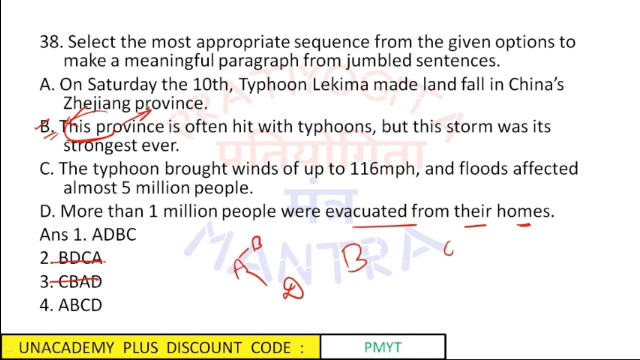 38. Select the most appropriate sequence from the given options to
make a meaningful paragraph from jumbled sentences.
A. On Saturday the 10th, Typhoon Lekima made land fall in China's
Zhejiang province.
B. This province is often hit with typhoons, but this storm was its
strongest ever.
C. The typhoon brought winds of up to 116mph, and floods affected
almost 5 million people.
D. More than 1 million people were evacuated from their homes.
Ans 1. ADBC
2. BDCA
3. CBAD
4. ABCD
PRATIYOGITA
प्रतियोगिता
मंत्र
MANTRA
B
A
D
B
UNACADEMY PLUS DISCOUNT CODE : PMYT